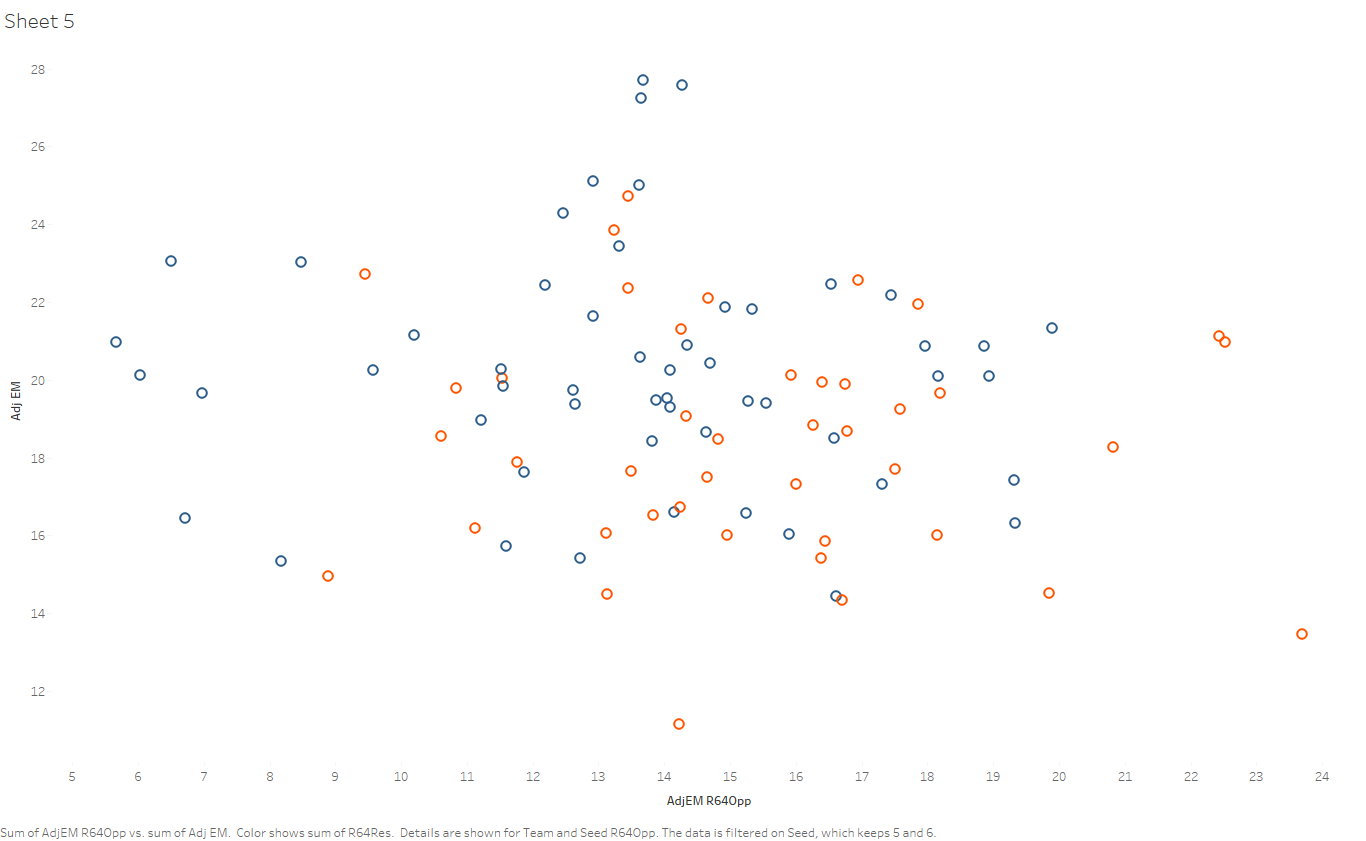 Sheet 5
28
26
24
22
20
18
16
14
12
Adj EM
5 6 7 8 9 10 11 12 13 14 15 16 17 18 19 20 21 22 23 24
AdjEM R64Opp
Sum of AdjEM R64Opp vs. sum of Adj EM.  Color shows sum of R64Res.  Details are shown for Team and Seed R64Opp. The data is filtered on Seed, which keeps 5 and 6.